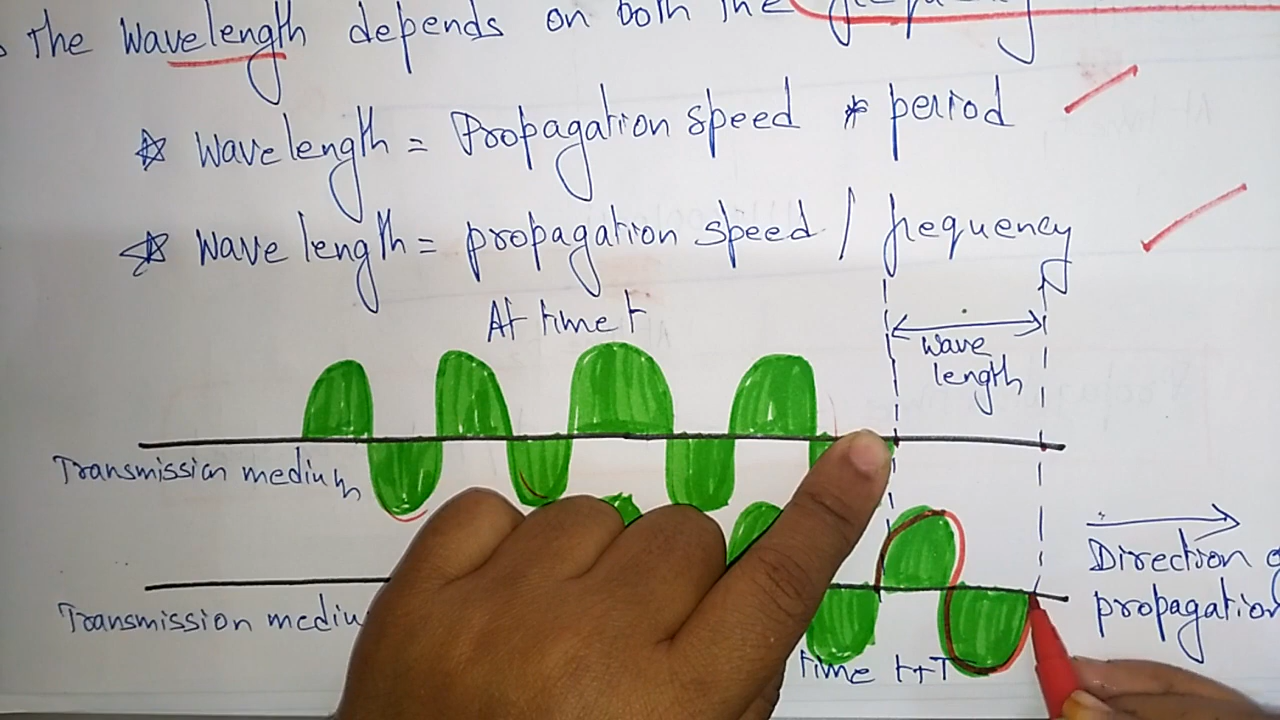 the wavelength depends on both the frequency
☆ wavelength = Propagation speed * period
☆ wave length = propagation speed / frequency
At time t
wave
length
Transmission medium
Direction
propagation
Transmission mediu
time t+T